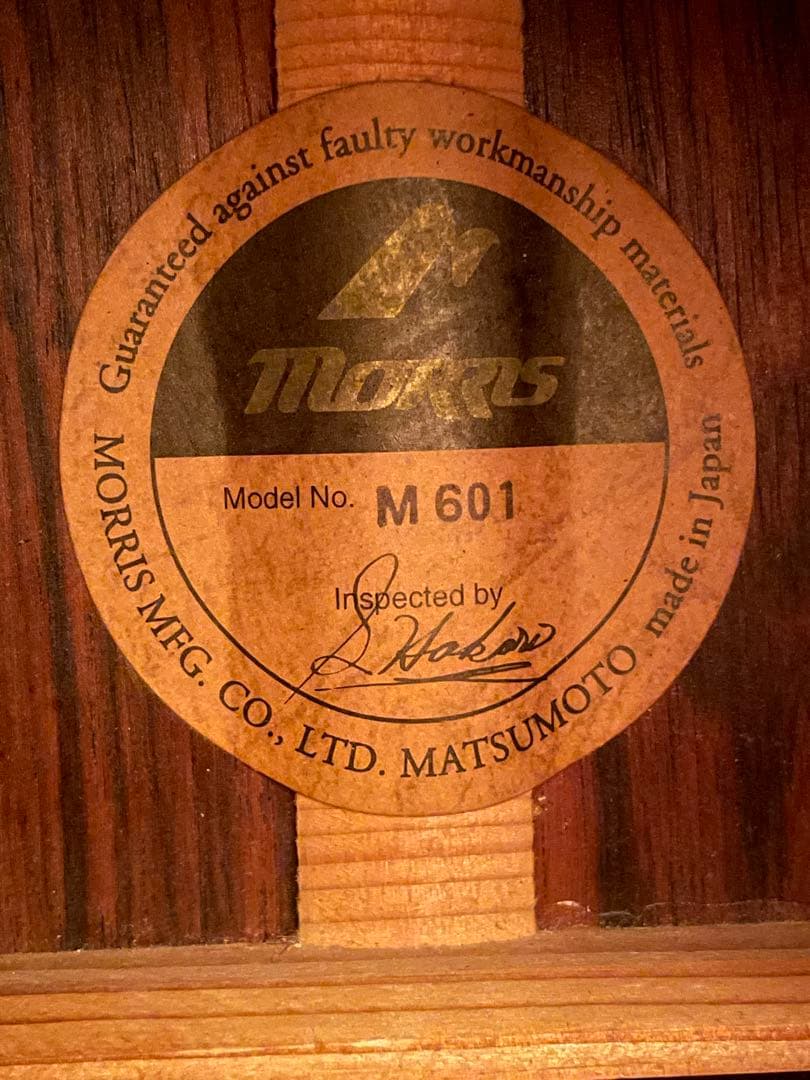 Guaranteed against faulty workmanship materials
MORRIS
Model No. M 601
Inspected by
MORRIS MFG. CO., LTD. MATSUMOTO made in Japan